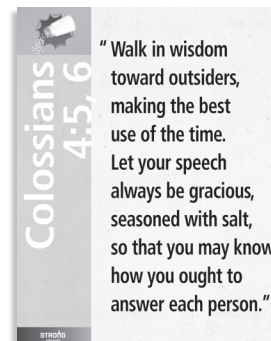 Colossians
4:5, 6
“ Walk in wisdom
toward outsiders,
making the best
use of the time.
Let your speech
always be gracious,
seasoned with salt,
so that you may know
how you ought to
answer each person.”
STRONG